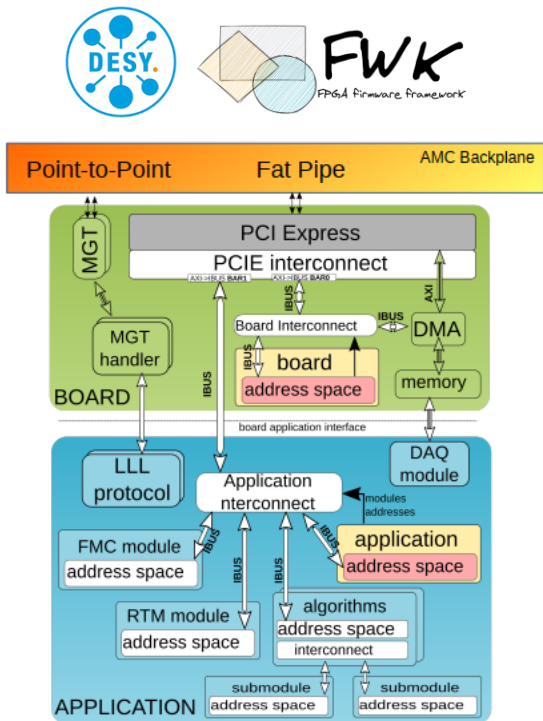 DESY.
FWK
FPGA firmware framework
AMC Backplane
Point-to-Point
Fat Pipe
MGT
PCI Express
PCIE interconnect
AXI->IBUS BAR1
AXI->IBUS BAR0
IBUS
AXI
MGT
handler
Board Interconnect
IBUS
DMA
IBUS
board
address space
memory
IBUS
BOARD
board application interface
LLL
protocol
DAQ
module
Application
nterconnect
modules
addresses
FMC module
address space
IBUS
IBUS
IBUS
IBUS
application
address space
RTM module
address space
algorithms
address space
interconnect
submodule
address space
submodule
address space
APPLICATION